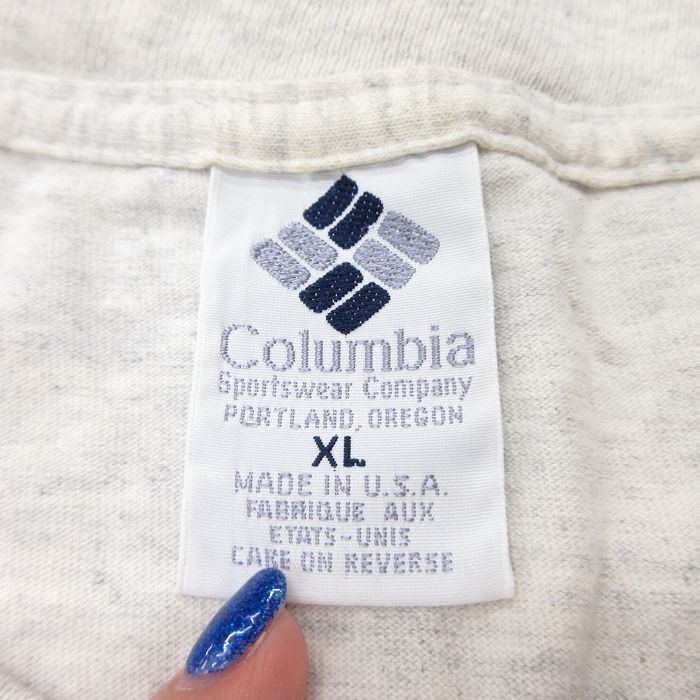 Columbia
Sportswear Company
PORTLAND, OREGON
XL
MADE IN U.S.A.
FABRIQUE AUX
ETATS-UNIS
CARE ON REVERSE